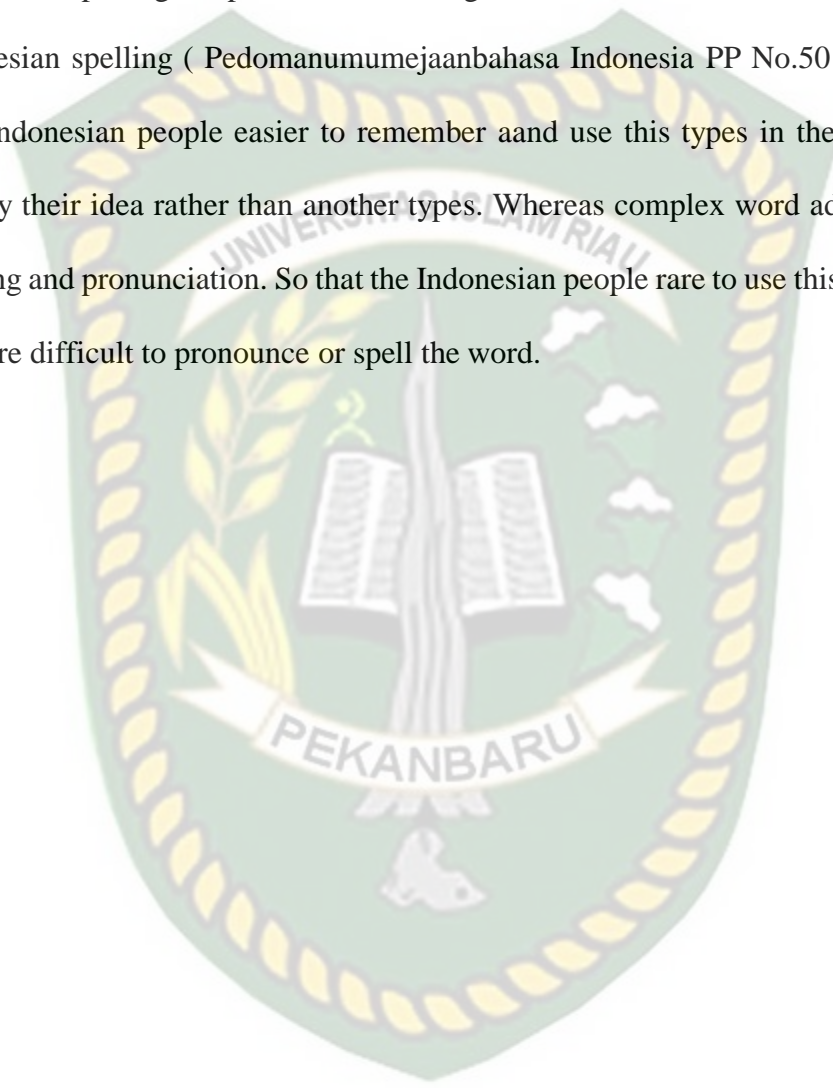 esian spelling ( Pedomanumumejaanbahasa Indonesia PP No.50
ndonesian people easier to remember aand use this types in the
y their idea rather than another types. Whereas complex word ad
ng and pronunciation. So that the Indonesian people rare to use this
re difficult to pronounce or spell the word.
UNIVERSITAS ISLAM RIAU
PEKANBARU